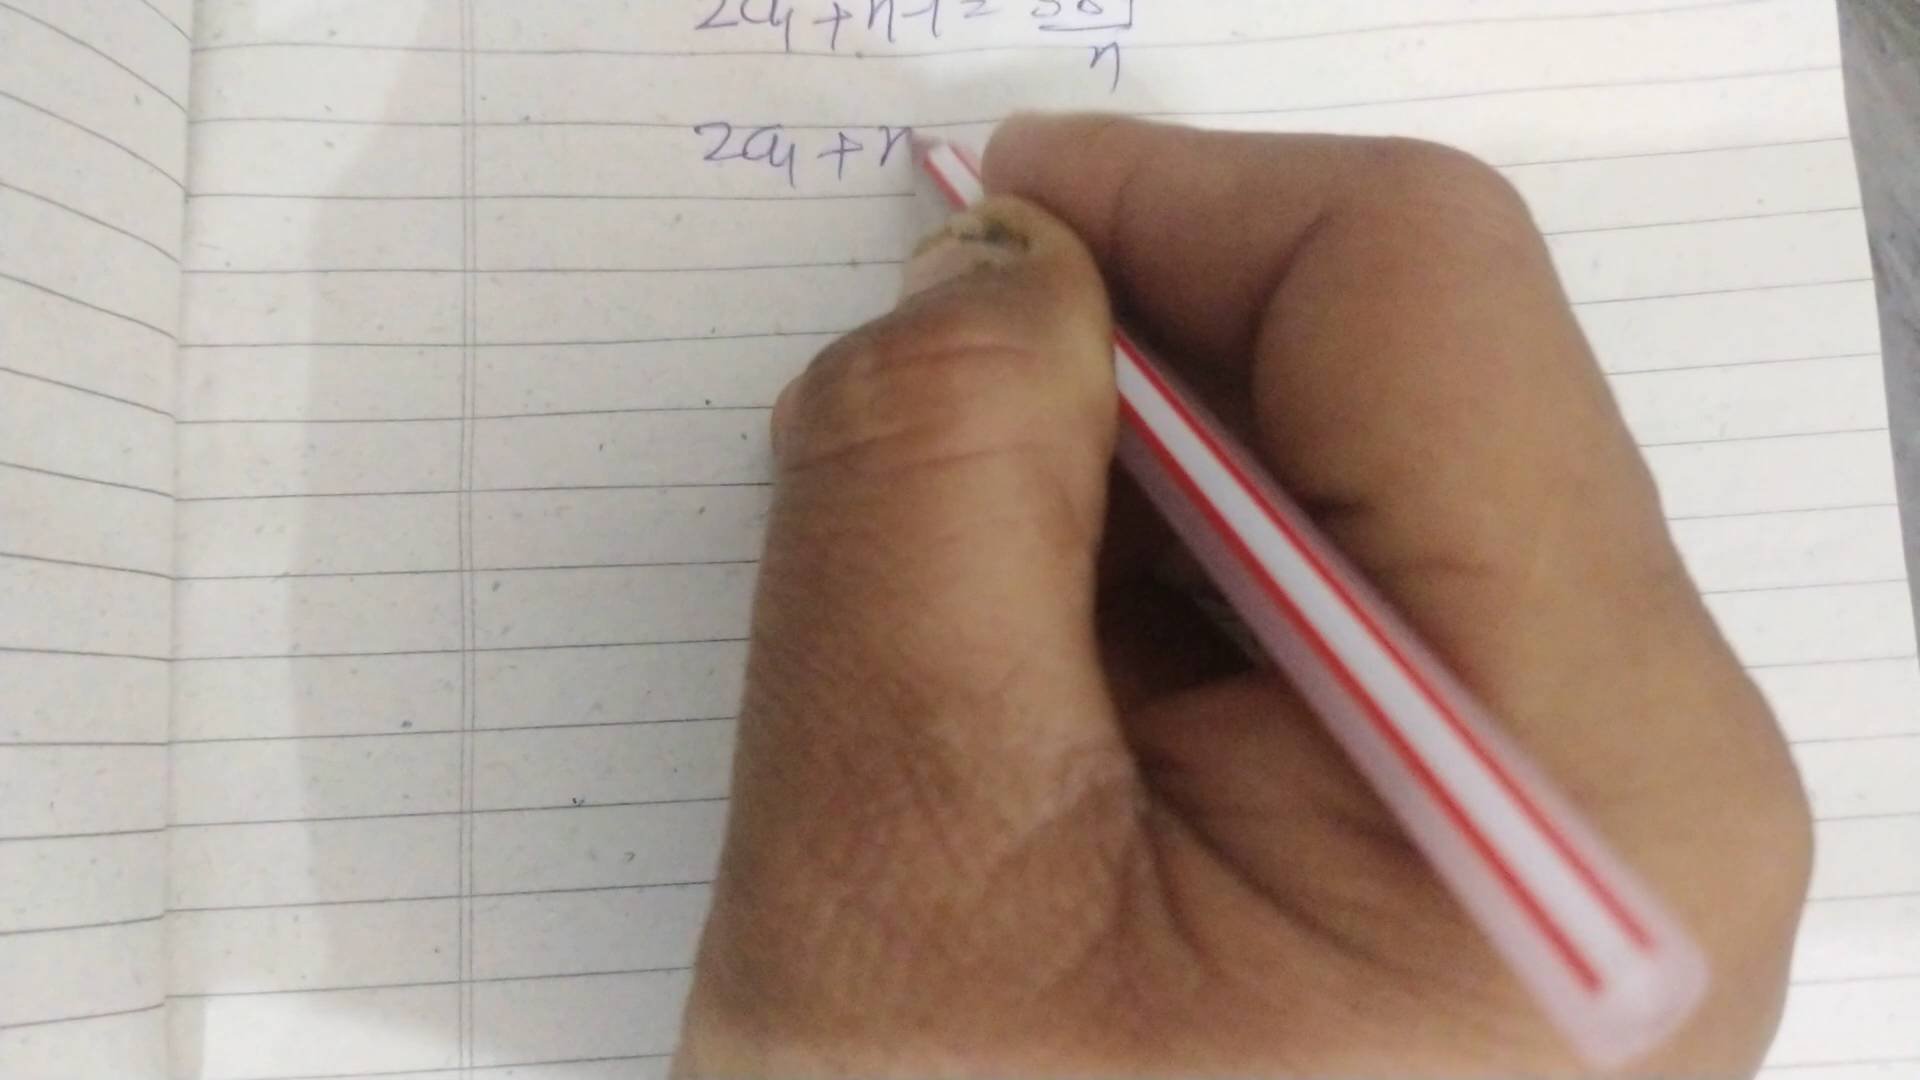 2a₁ + n - 1 =
n
2a₁ + n